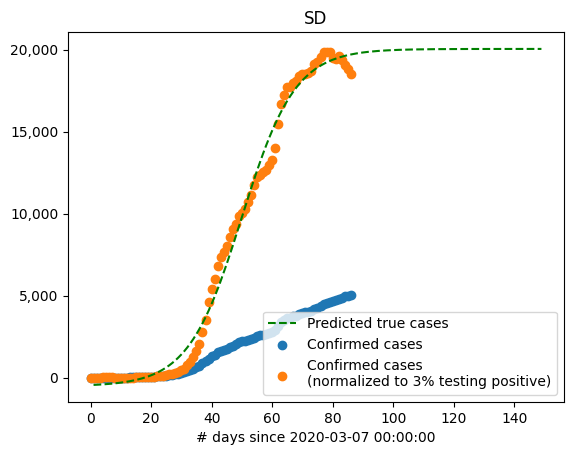 SD
20,000
15,000
10,000
5,000
0
Predicted true cases
Confirmed cases
Confirmed cases
(normalized to 3% testing positive)
0 20 40 60 80 100 120 140
# days since 2020-03-07 00:00:00